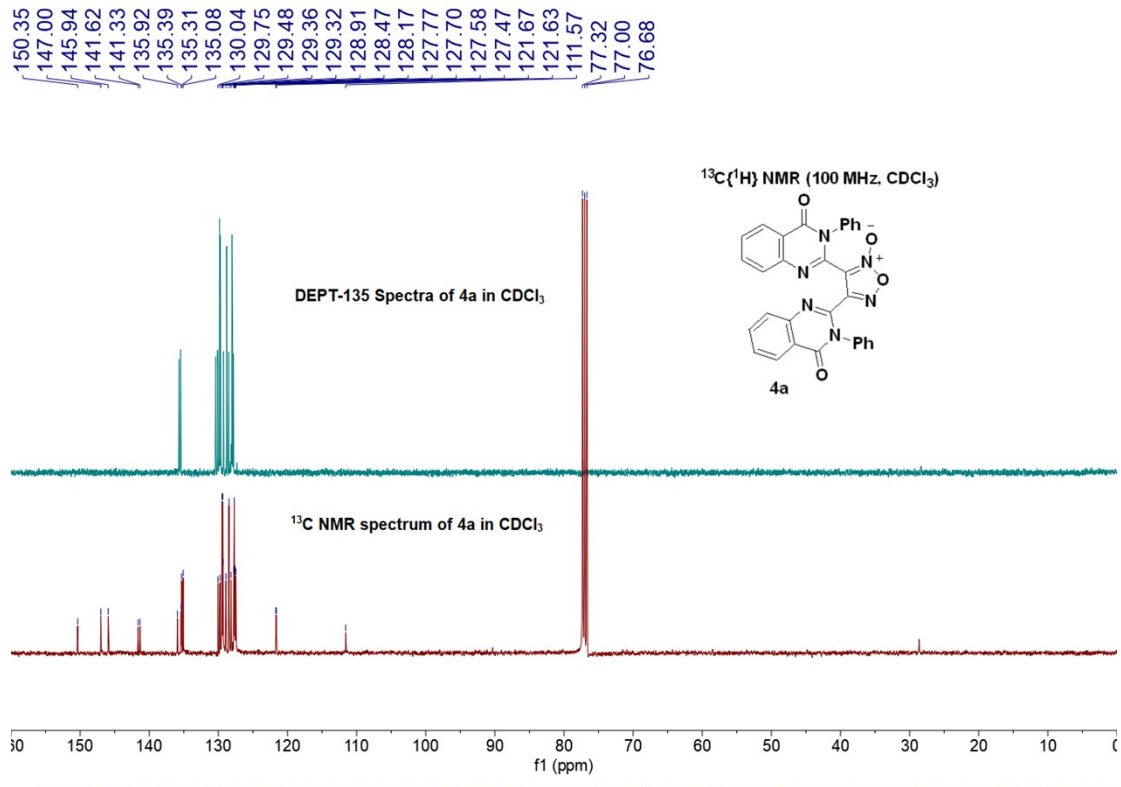 150.35
147.00
145.94
141.62
141.33
135.92
135.39
135.31
135.08
130.04
129.75
129.48
129.36
129.32
128.91
128.47
128.17
127.77
127.70
127.58
127.47
121.67
121.63
111.57
77.32
77.00
76.68
¹³C{¹H} NMR (100 MHz, CDCl₃)
O
N
Ph
N
O⁻
N⁺
O
N
N
N
Ph
O
4a
DEPT-135 Spectra of 4a in CDCl₃
¹³C NMR spectrum of 4a in CDCl₃
150 140 130 120 110 100 90 80 70 60 50 40 30 20 10
f1 (ppm)